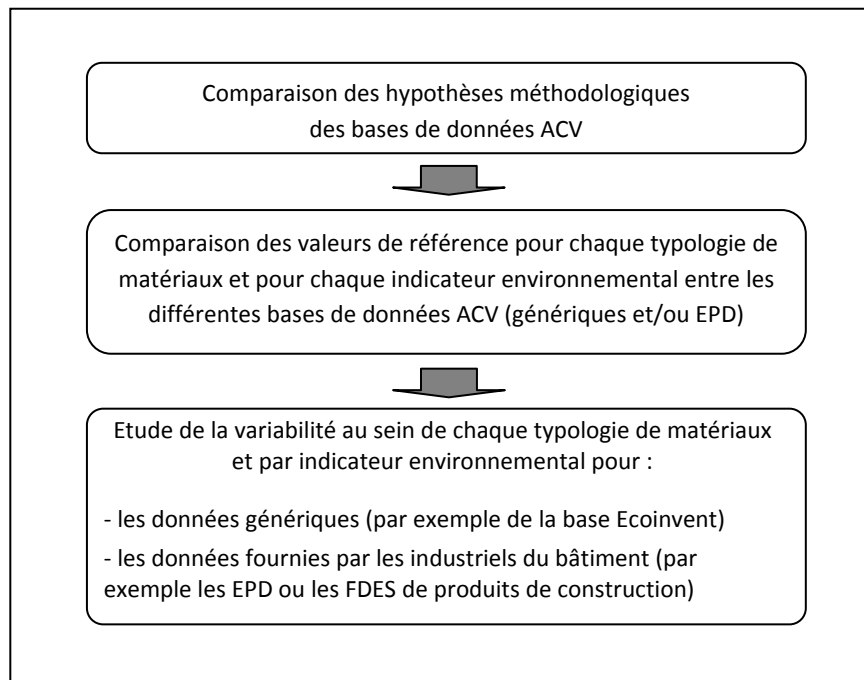 Comparaison des hypothèses méthodologiques
des bases de données ACV
Comparaison des valeurs de référence pour chaque typologie de
matériaux et pour chaque indicateur environnemental entre les
différentes bases de données ACV (génériques et/ou EPD)
Etude de la variabilité au sein de chaque typologie de matériaux
et par indicateur environnemental pour :
- les données génériques (par exemple de la base Ecoinvent)
- les données fournies par les industriels du bâtiment (par
exemple les EPD ou les FDES de produits de construction)